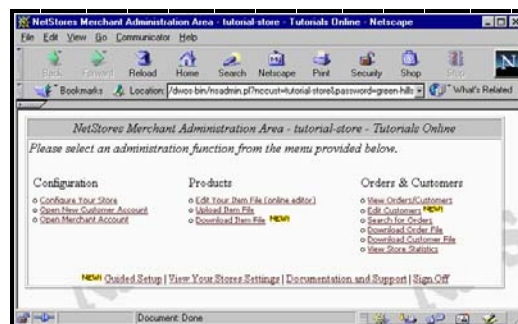 NetStores Merchant Administration Area - tutorial-store - Tutorials Online - Netscape
File Edit View Go Communicator Help
Back Forward Reload Home Search Netscape Print Security Shop Stop
Bookmarks Location: /dwos-bin/nsadmin.pl?nccust=tutorial-store&password=green-hills What's Related
NetStores Merchant Administration Area - tutorial-store - Tutorials Online
Please select an administration function from the menu provided below.
Configuration
Configure Your Store
Open New Customer Account
Open Merchant Account
Products
Edit Your Item File (online editor)
Upload Item File
Download Item File NEW!
Orders & Customers
View Orders/Customers
Edit Customers NEW!
Search for Orders
Download Order File
Download Customer File
View Store Statistics
NEW! Guided Setup | View Your Stores Settings | Documentation and Support | Sign Off
Document: Done